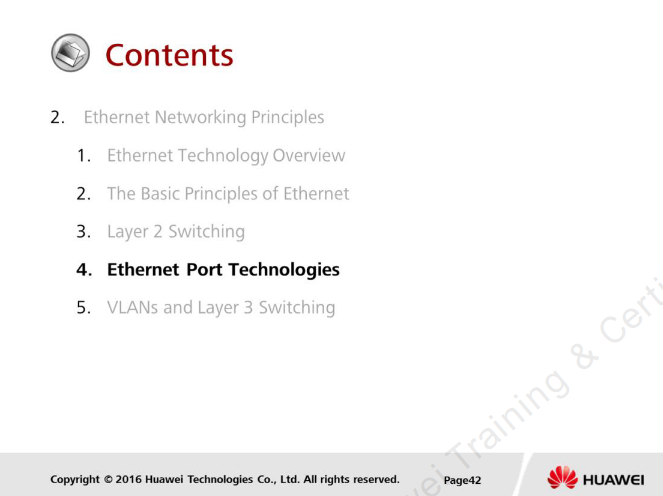 Contents
2. Ethernet Networking Principles
1. Ethernet Technology Overview
2. The Basic Principles of Ethernet
3. Layer 2 Switching
4. Ethernet Port Technologies
5. VLANs and Layer 3 Switching
Training &
Copyright © 2016 Huawei Technologies Co., Ltd. All rights reserved.
Page42
HUAWEI